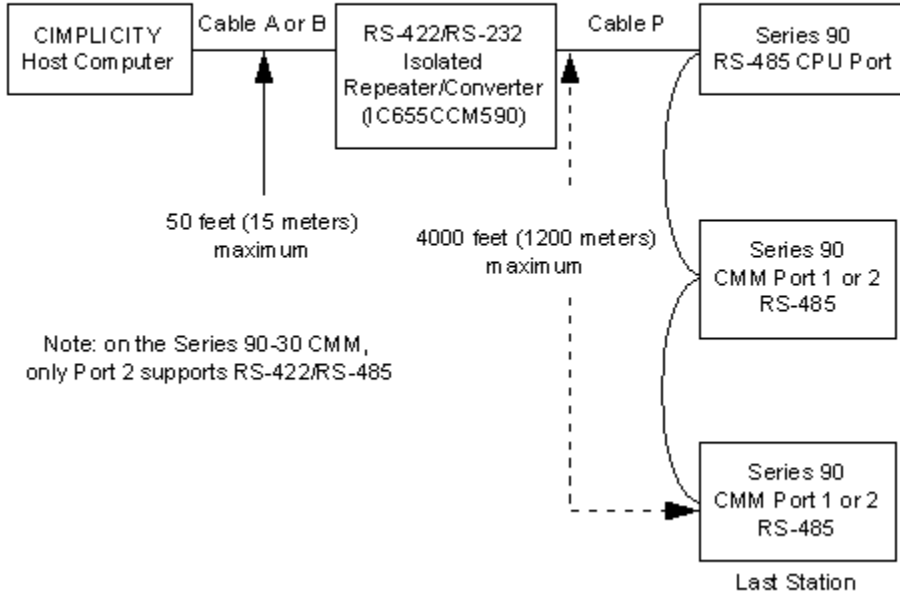 CIMPLICITY
Host Computer
Cable A or B
RS-422/RS-232
Isolated
Repeater/Converter
(IC655CCM590)
Cable P
Series 90
RS-485 CPU Port
50 feet (15 meters)
maximum
4000 feet (1200 meters)
maximum
Series 90
CMM Port 1 or 2
RS-485
Note: on the Series 90-30 CMM,
only Port 2 supports RS-422/RS-485
Series 90
CMM Port 1 or 2
RS-485
Last Station